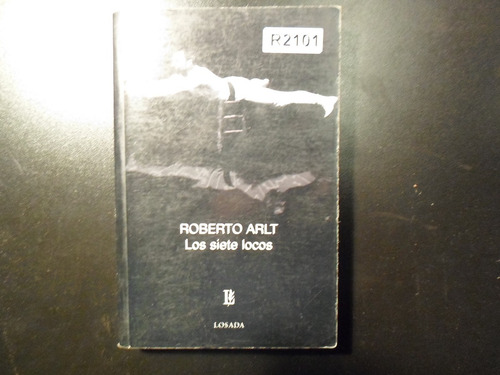 R2101
ROBERTO ARLT
Los siete locos
LOSADA